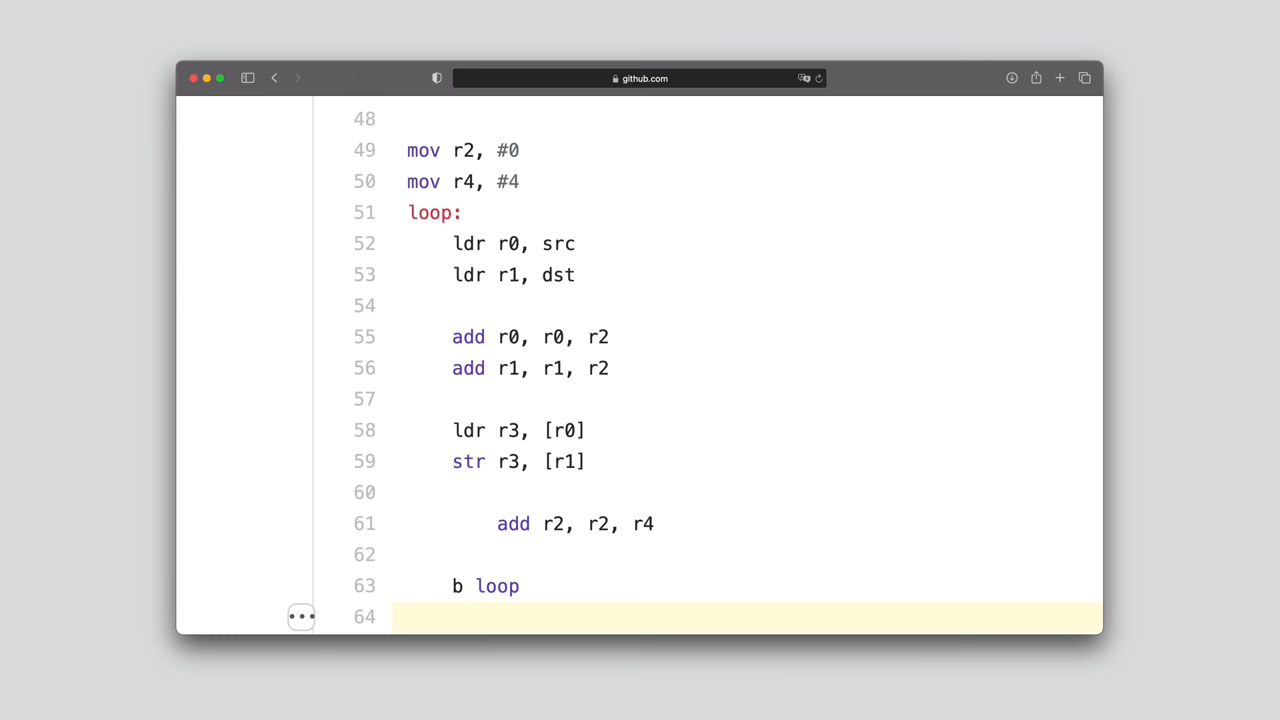 github.com
48
49 mov r2, #0
50 mov r4, #4
51 loop:
52 ldr r0, src
53 ldr r1, dst
54
55 add r0, r0, r2
56 add r1, r1, r2
57
58 ldr r3, [r0]
59 str r3, [r1]
60
61 add r2, r2, r4
62
63 b loop
64